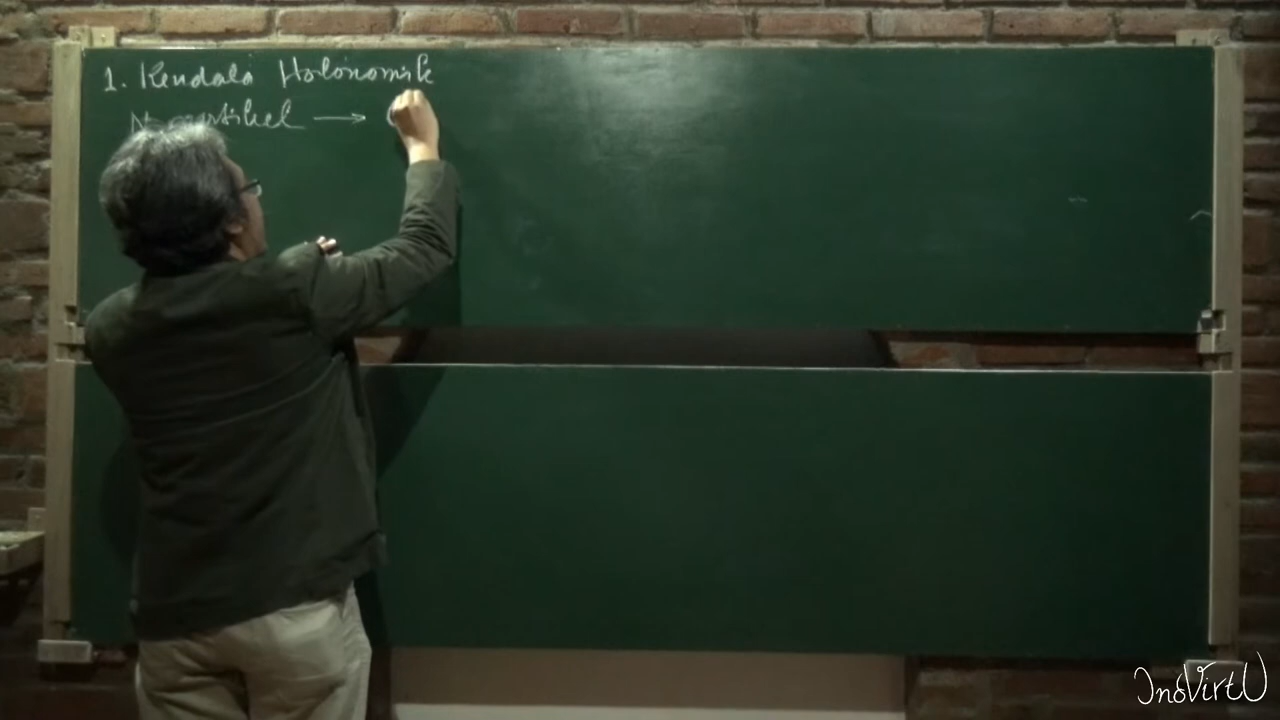 1. Kendala Holonomik
N partikel → (
InoVirtU